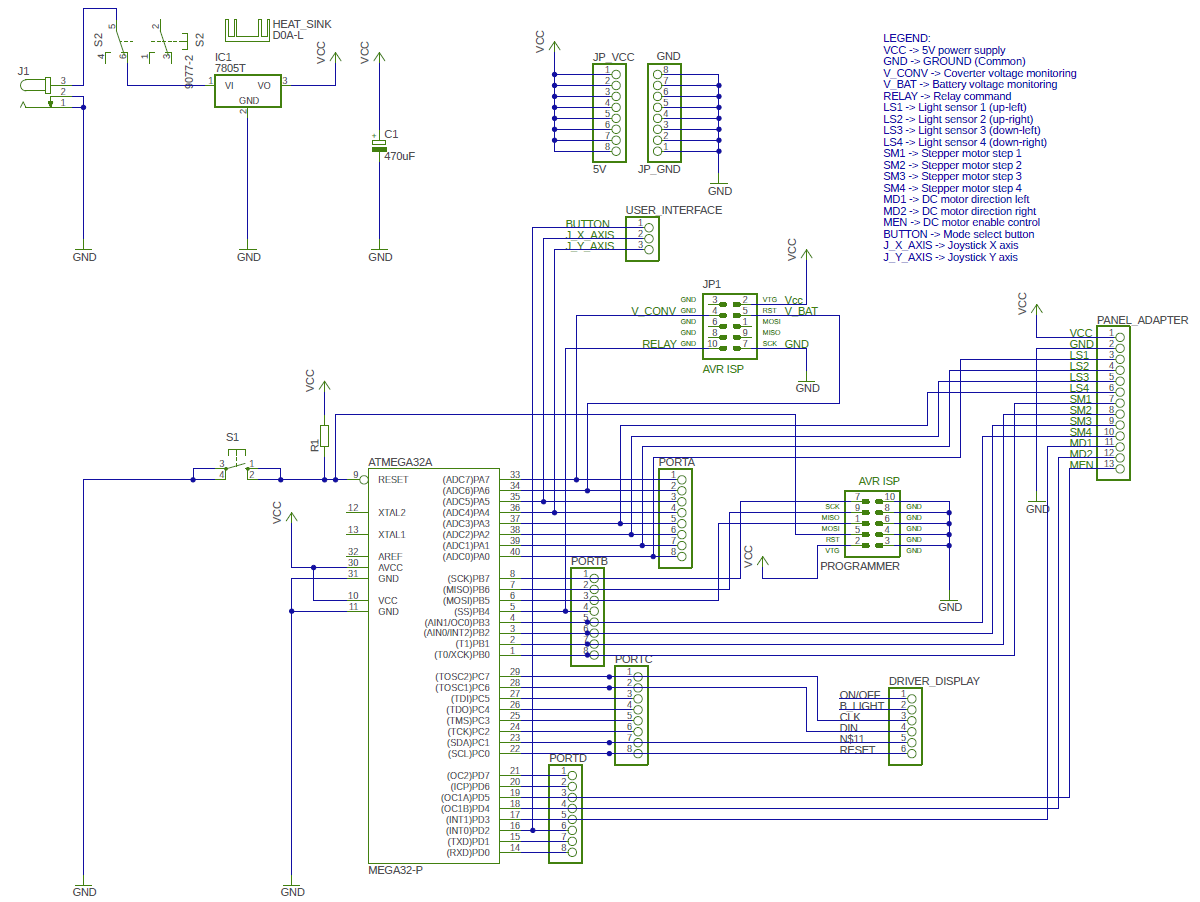 HEAT_SINK
D0A-L
S2
5
4
6
2
1
3
S2
9077-2
IC1
7805T
1
VI
VO
3
GND
2
VCC
VCC
J1
3
2
1
C1
+
470uF
GND
GND
GND
VCC
JP_VCC
1
2
3
4
5
6
7
8
5V
GND
8
7
6
5
4
3
2
1
JP_GND
GND
LEGEND:
VCC -> 5V powerr supply
GND -> GROUND (Common)
V_CONV -> Coverter voltage monitoring
V_BAT -> Battery voltage monitoring
RELAY -> Relay command
LS1 -> Light sensor 1 (up-left)
LS2 -> Light sensor 2 (up-right)
LS3 -> Light sensor 3 (down-left)
LS4 -> Light sensor 4 (down-right)
SM1 -> Stepper motor step 1
SM2 -> Stepper motor step 2
SM3 -> Stepper motor step 3
SM4 -> Stepper motor step 4
MD1 -> DC motor direction left
MD2 -> DC motor direction right
MEN -> DC motor enable control
BUTTON -> Mode select button
J_X_AXIS -> Joystick X axis
J_Y_AXIS -> Joystick Y axis
USER_INTERFACE
BUTTON 1
J_X_AXIS 2
J_Y_AXIS 3
VCC
JP1
GND 3 2 VTG Vcc
V_CONV GND 4 5 RST V_BAT
GND 6 1 MOSI
GND 8 9 MISO
RELAY GND 10 7 SCK GND
AVR ISP
GND
VCC
PANEL_ADAPTER
VCC 1
GND 2
LS1 3
LS2 4
LS3 5
LS4 6
SM1 7
SM2 8
SM3 9
SM4 10
MD1 11
MD2 12
MEN 13
GND
VCC
R1
S1
3 1
4 2
VCC
ATMEGA32A
9 RESET
12 XTAL2
13 XTAL1
32 AREF
30 AVCC
31 GND
10 VCC
11 GND
(ADC7)PA7 33
(ADC6)PA6 34
(ADC5)PA5 35
(ADC4)PA4 36
(ADC3)PA3 37
(ADC2)PA2 38
(ADC1)PA1 39
(ADC0)PA0 40
(SCK)PB7 8
(MISO)PB6 7
(MOSI)PB5 6
(SS)PB4 5
(AIN1/OC0)PB3 4
(AIN0/INT2)PB2 3
(T1)PB1 2
(T0/XCK)PB0 1
(TOSC2)PC7 29
(TOSC1)PC6 28
(TDI)PC5 27
(TDO)PC4 26
(TMS)PC3 25
(TCK)PC2 24
(SDA)PC1 23
(SCL)PC0 22
(OC2)PD7 21
(ICP)PD6 20
(OC1A)PD5 19
(OC1B)PD4 18
(INT1)PD3 17
(INT0)PD2 16
(TXD)PD1 15
(RXD)PD0 14
MEGA32-P
PORTA
1
2
3
4
5
6
7
8
PORTB
1
2
3
4
5
6
7
8
PORTC
1
2
3
4
5
6
7
8
PORTD
1
2
3
4
5
6
7
8
AVR ISP
SCK 7 10 GND
MISO 9 8 GND
MOSI 1 6 GND
RST 5 4 GND
VTG 2 3 GND
PROGRAMMER
VCC
GND
DRIVER_DISPLAY
ON/OFF 1
B_LIGHT 2
CLK 3
DIN 4
N$11 5
RESET 6
GND
GND